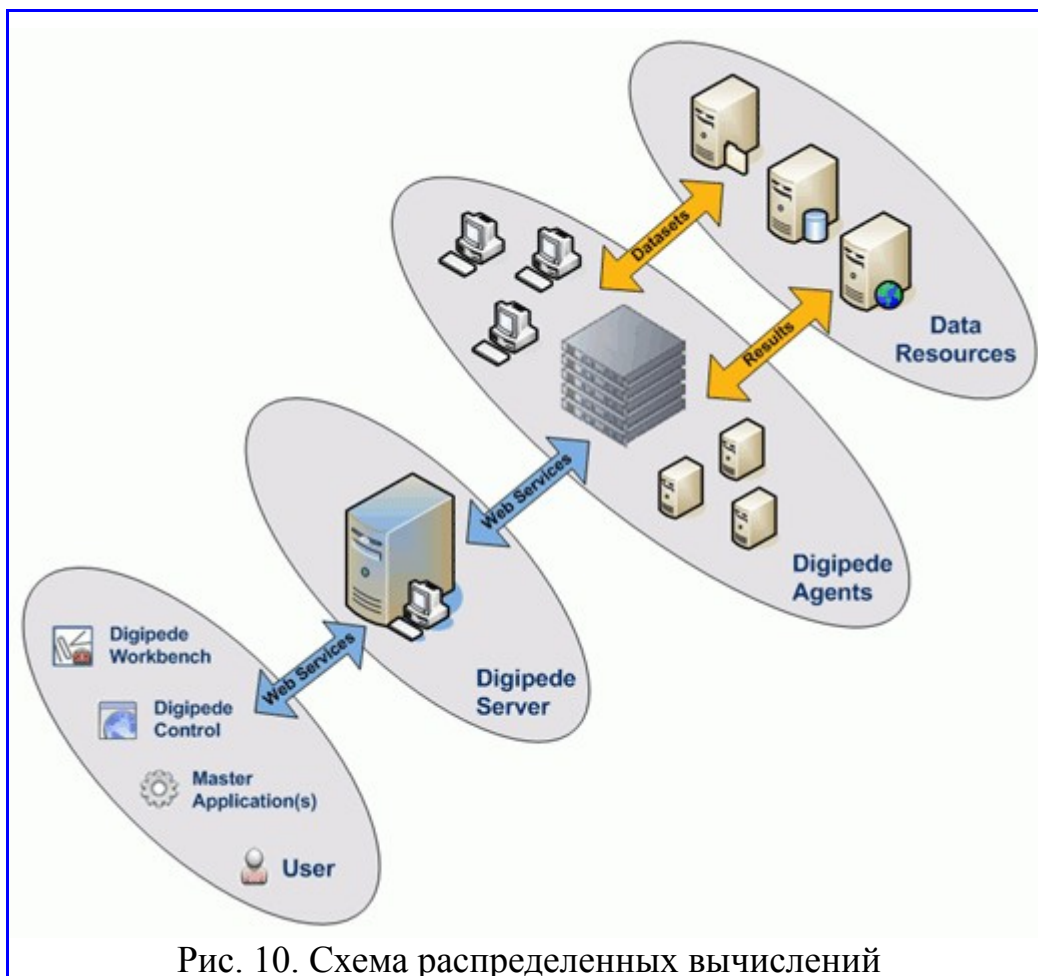 Datasets
Results
Data
Resources
Web Services
Digipede
Agents
Web Services
Digipede
Server
Digipede
Workbench
Digipede
Control
Master
Application(s)
User
Рис. 10. Схема распределенных вычислений